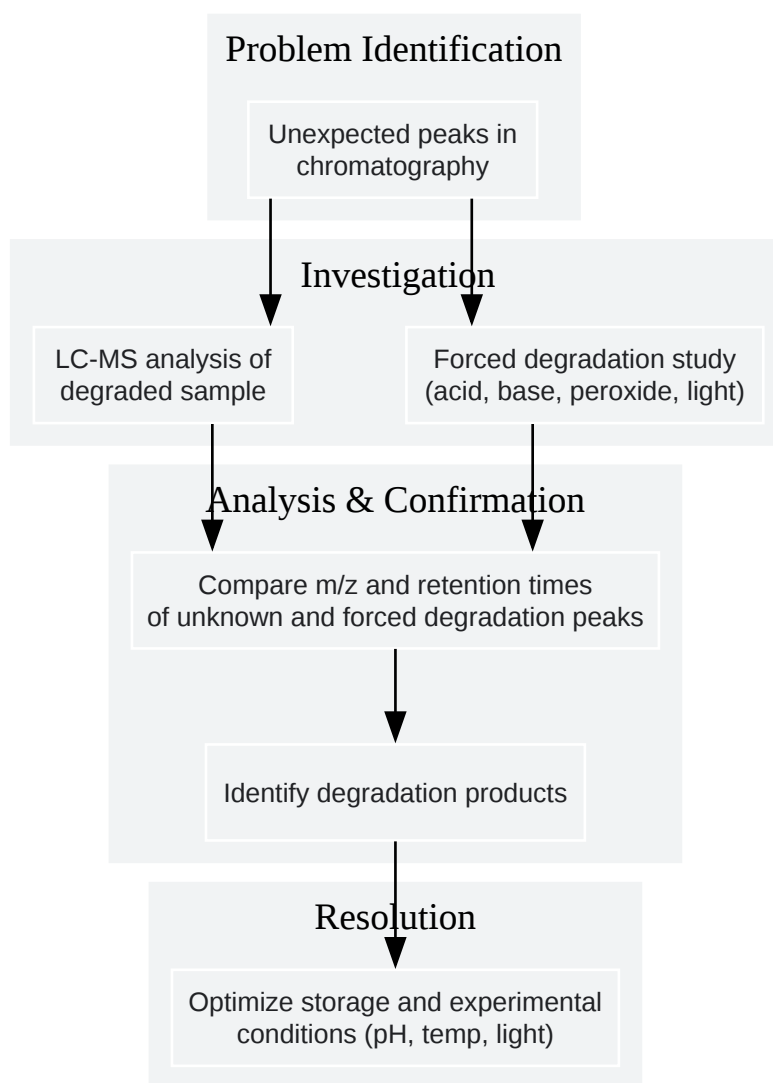 Problem Identification
Unexpected peaks in
chromatography
Investigation
LC-MS analysis of
degraded sample
Forced degradation study
(acid, base, peroxide, light)
Analysis & Confirmation
Compare m/z and retention times
of unknown and forced degradation peaks
Identify degradation products
Resolution
Optimize storage and experimental
conditions (pH, temp, light)